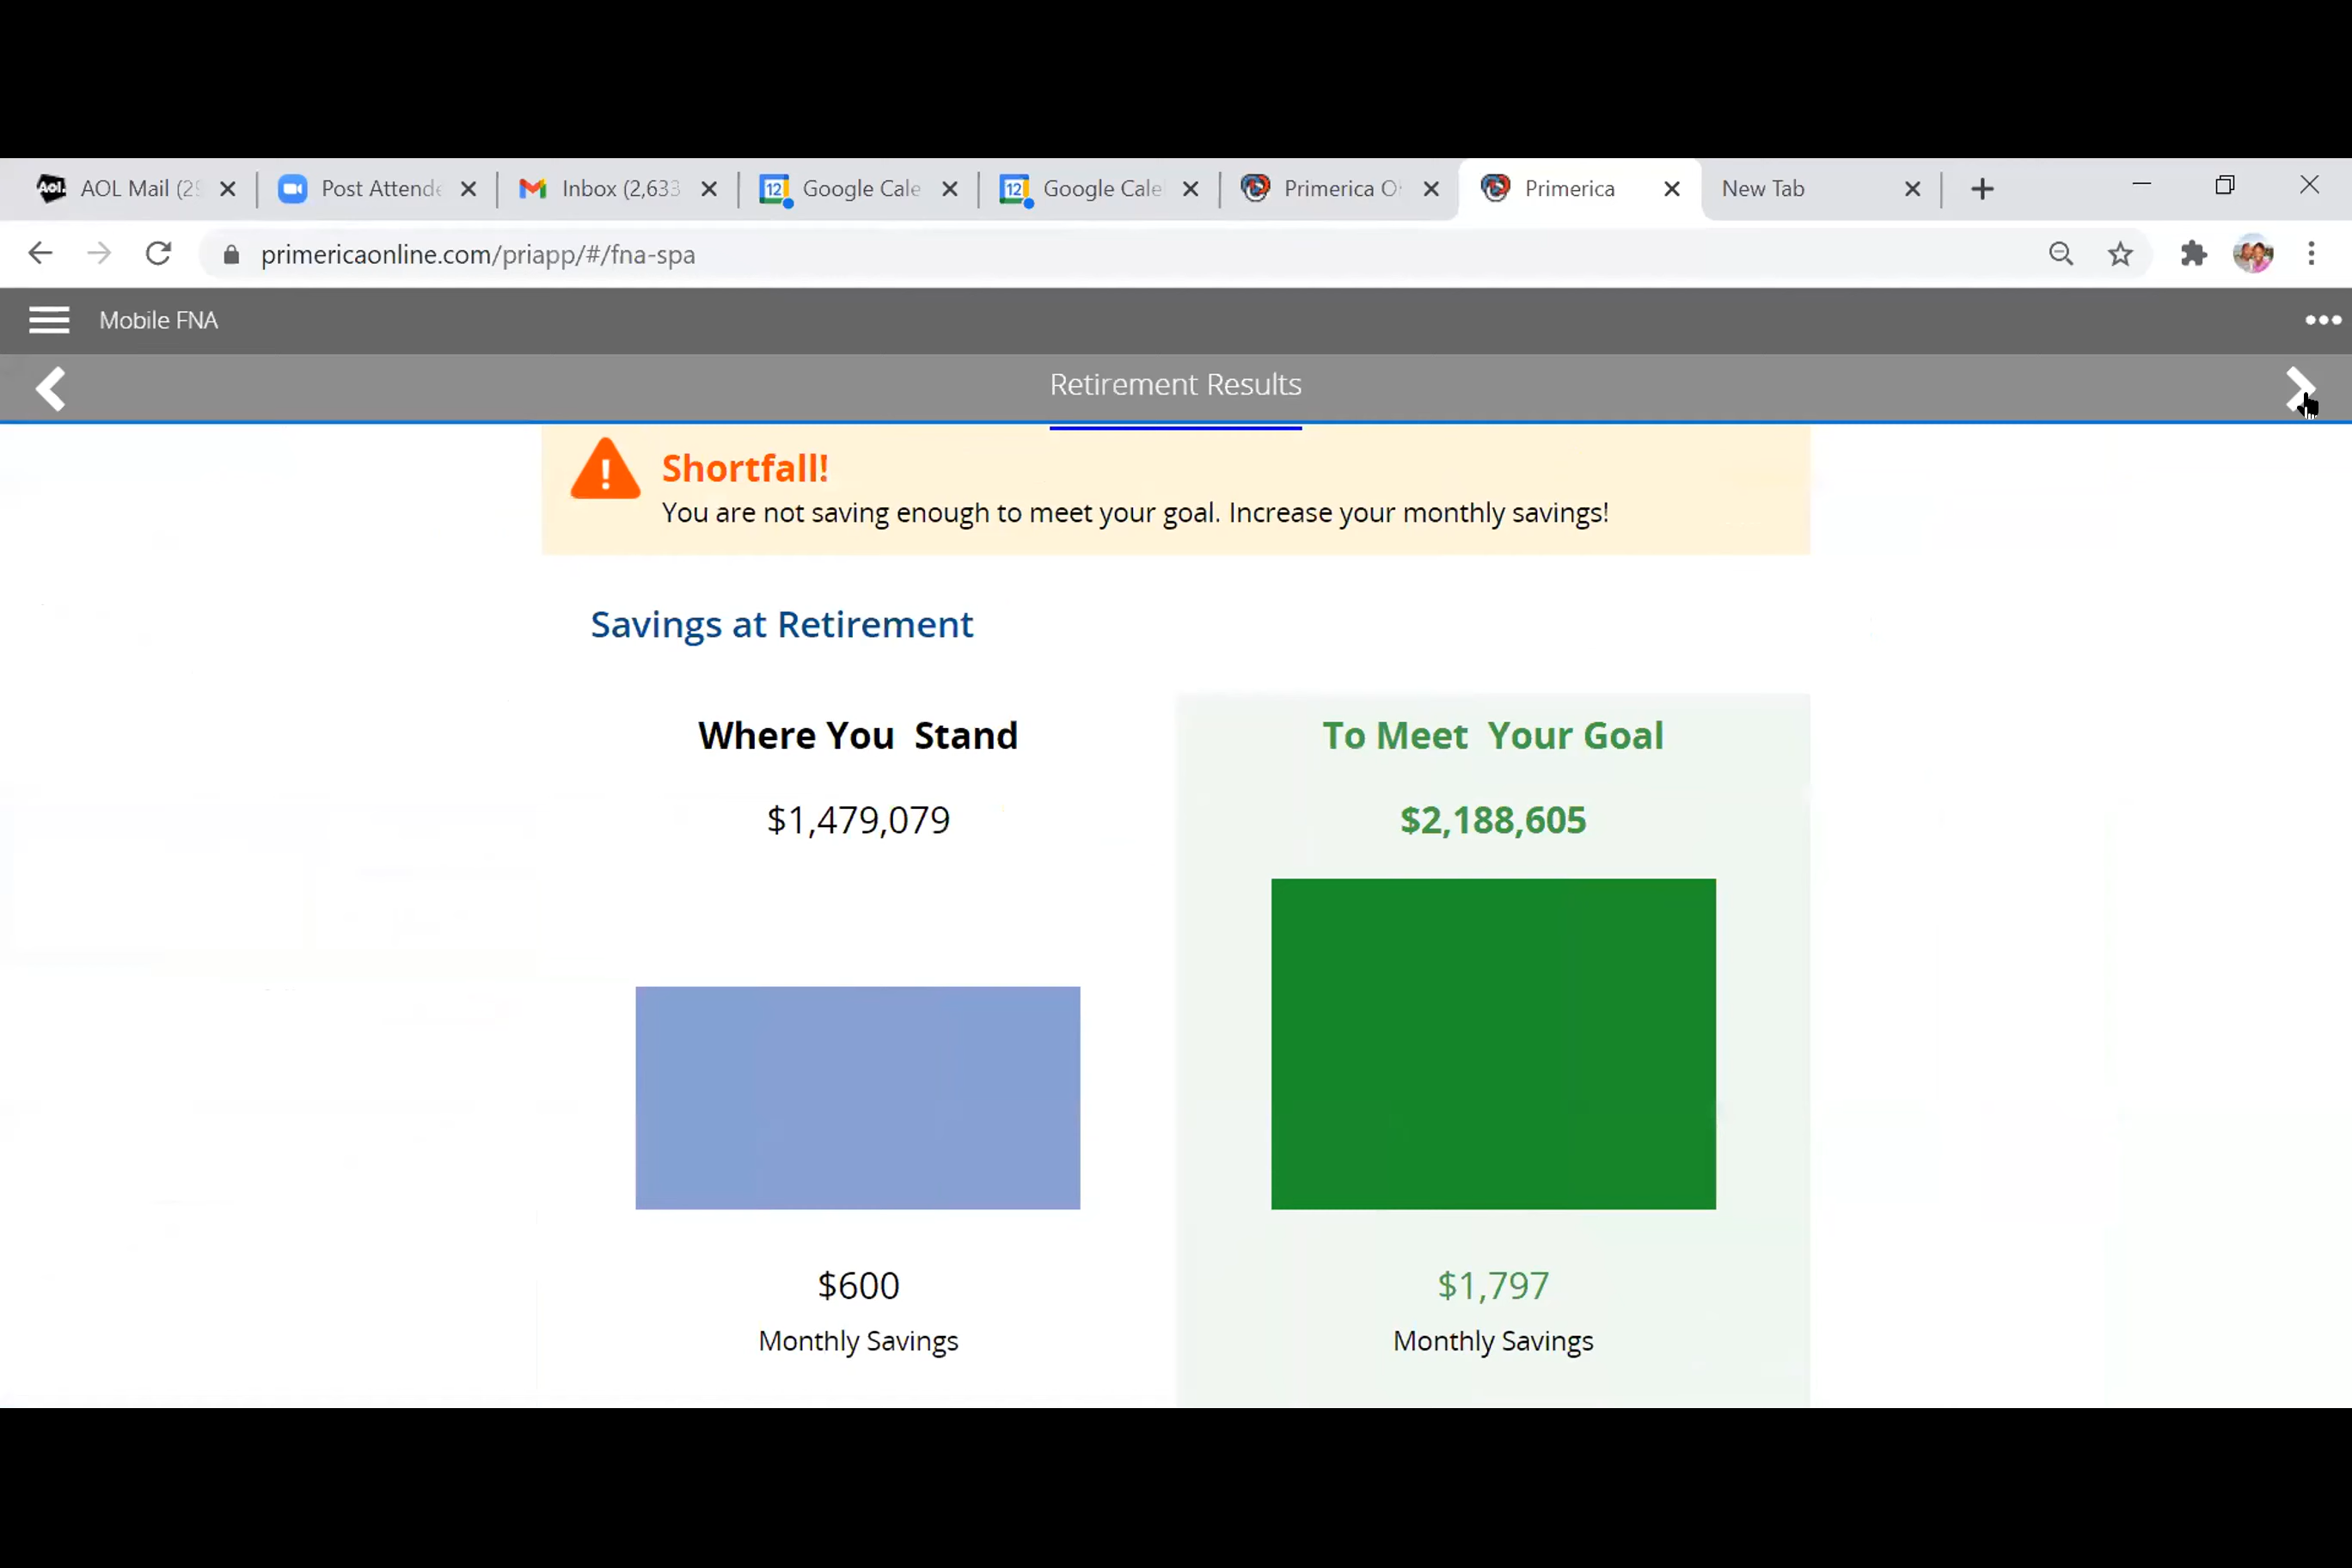 AOL Mail (29
Post Attende
Inbox (2,633
Google Cale
Google Cale
Primerica O
Primerica
New Tab
primericaonline.com/priapp/#/fna-spa
Mobile FNA
Retirement Results
Shortfall!
You are not saving enough to meet your goal. Increase your monthly savings!
Savings at Retirement
Where You Stand
To Meet Your Goal
$1,479,079
$2,188,605
$600
$1,797
Monthly Savings
Monthly Savings